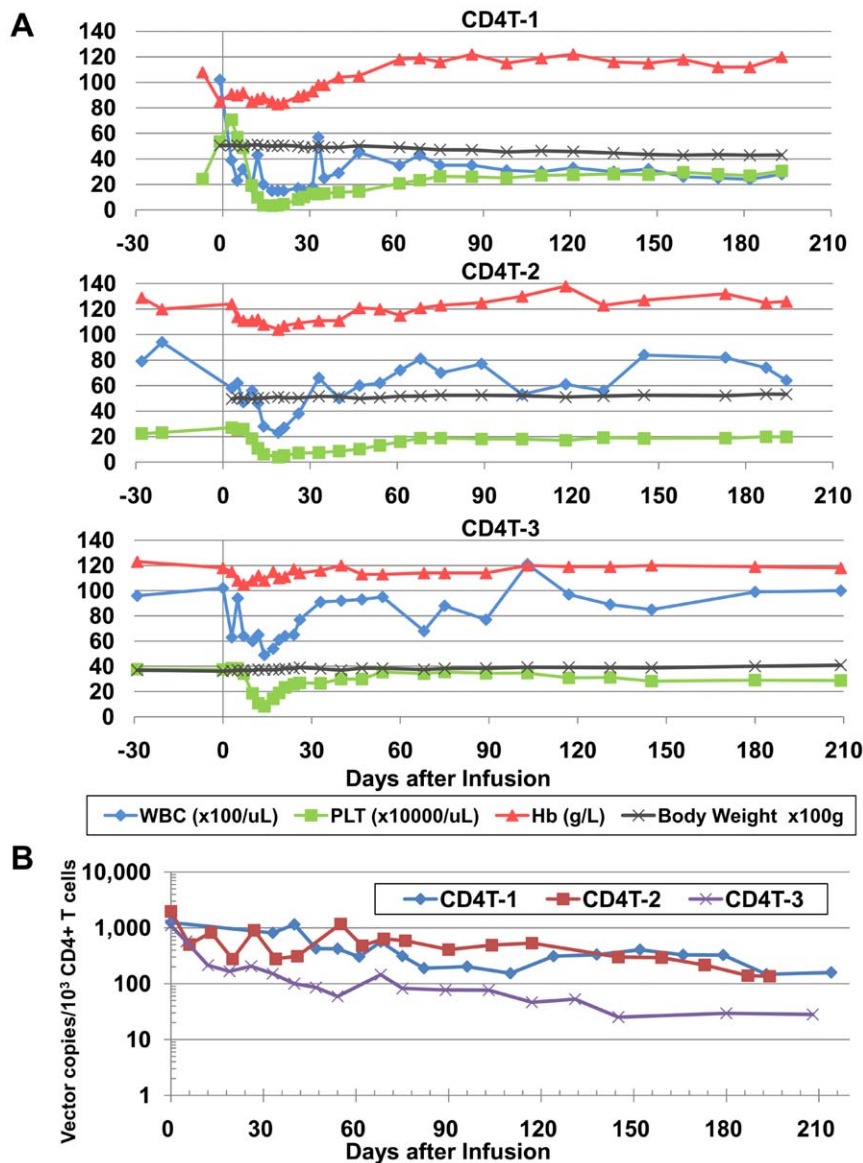 A
CD4T-1
140
120
100
80
60
40
20
0
-30 0 30 60 90 120 150 180 210
CD4T-2
140
120
100
80
60
40
20
0
-30 0 30 60 90 120 150 180 210
CD4T-3
140
120
100
80
60
40
20
0
-30 0 30 60 90 120 150 180 210
Days after Infusion
WBC (x100/uL) PLT (x10000/uL) Hb (g/L) Body Weight x100g
B
Vector copies/10³ CD4+ T cells
10,000
1,000
100
10
1
CD4T-1 CD4T-2 CD4T-3
0 30 60 90 120 150 180 210
Days after Infusion